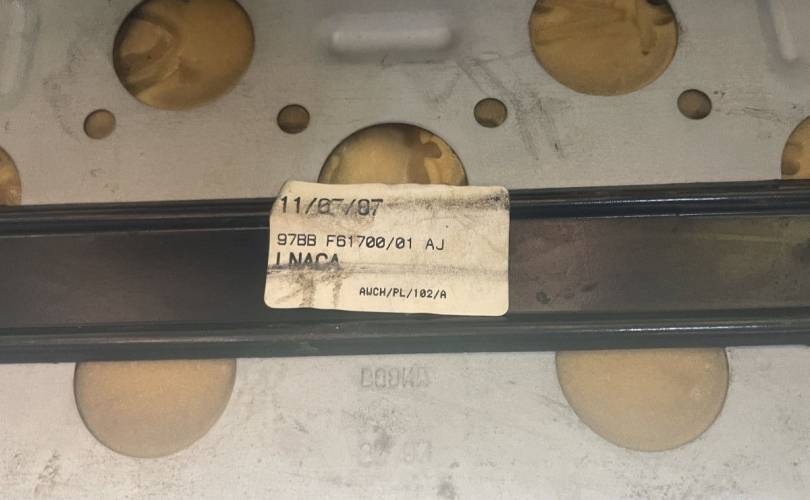 11/07/07
97BB F61700/01 AJ
LNACA
AWCH/PL/102/A